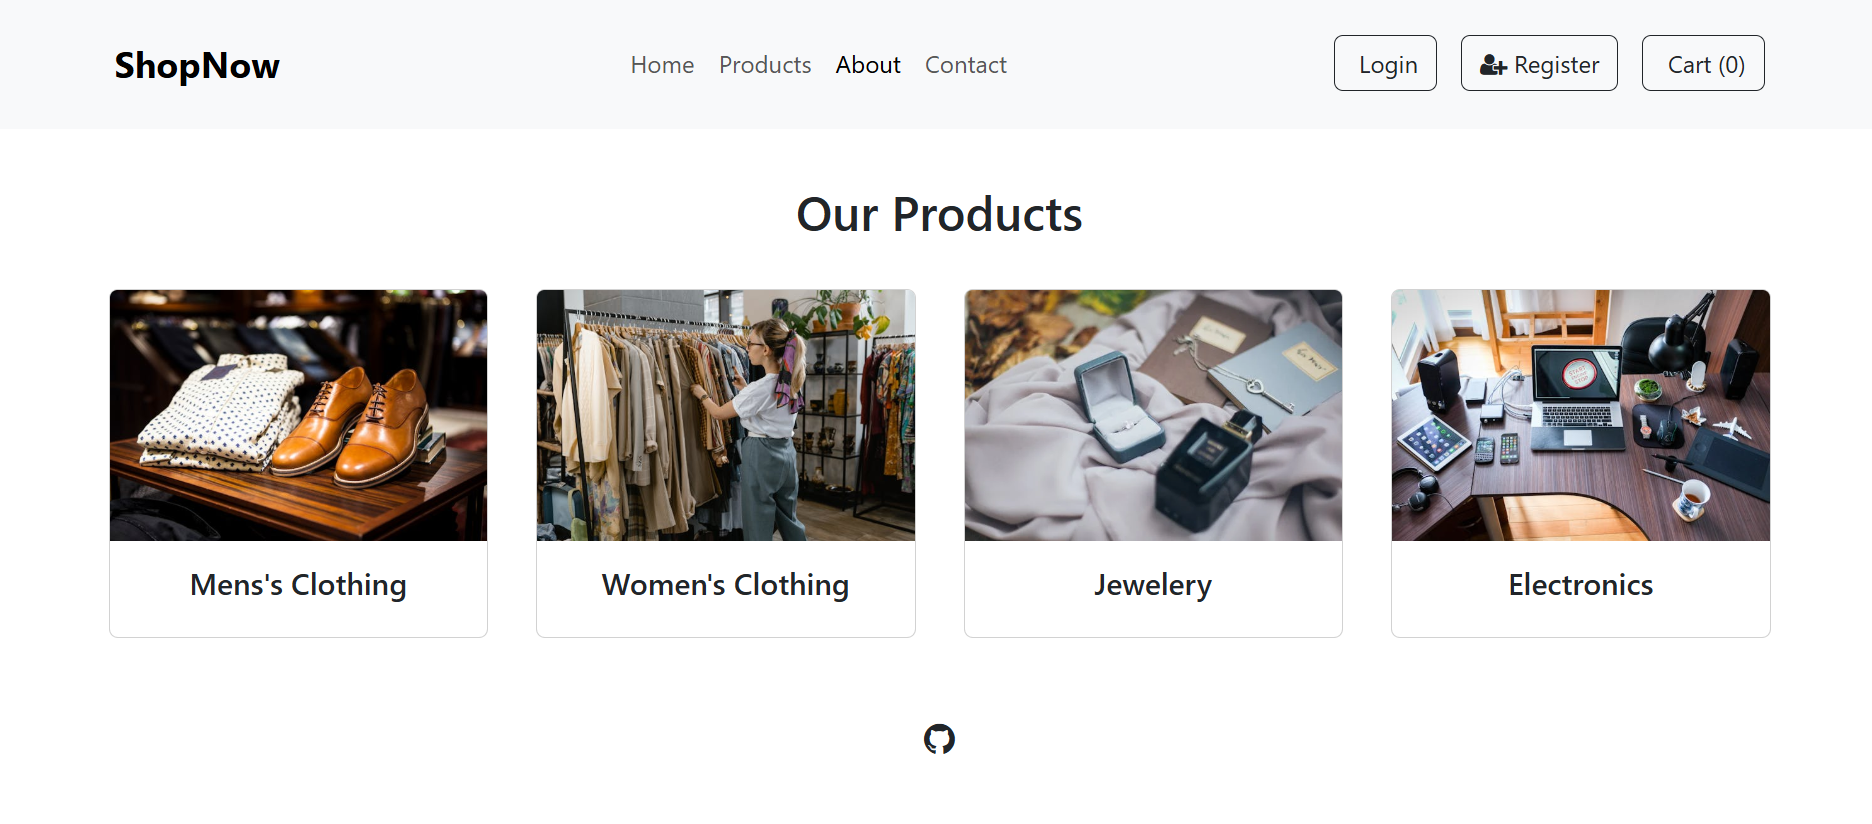 ShopNow
Home Products About Contact
Login Register Cart (0)
Our Products
Mens's Clothing
Women's Clothing
Jewelery
Electronics